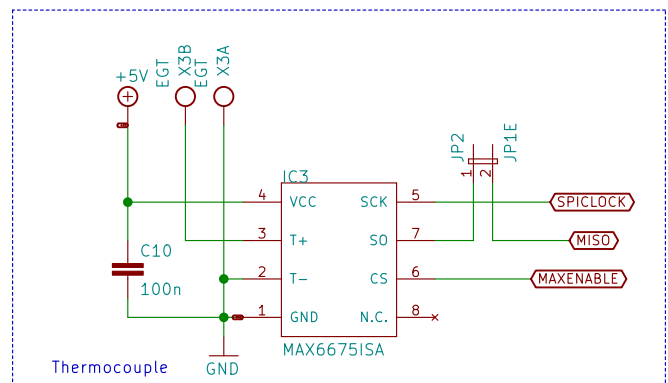 +5V
EGT
X3B
EGT
X3A
JP2
JP1E
1
2
IC3
4 VCC SCK 5 SPICLOCK
3 T+ SO 7 MISO
2 T- CS 6 MAXENABLE
1 GND N.C. 8
C10
100n
MAX6675ISA
GND
Thermocouple